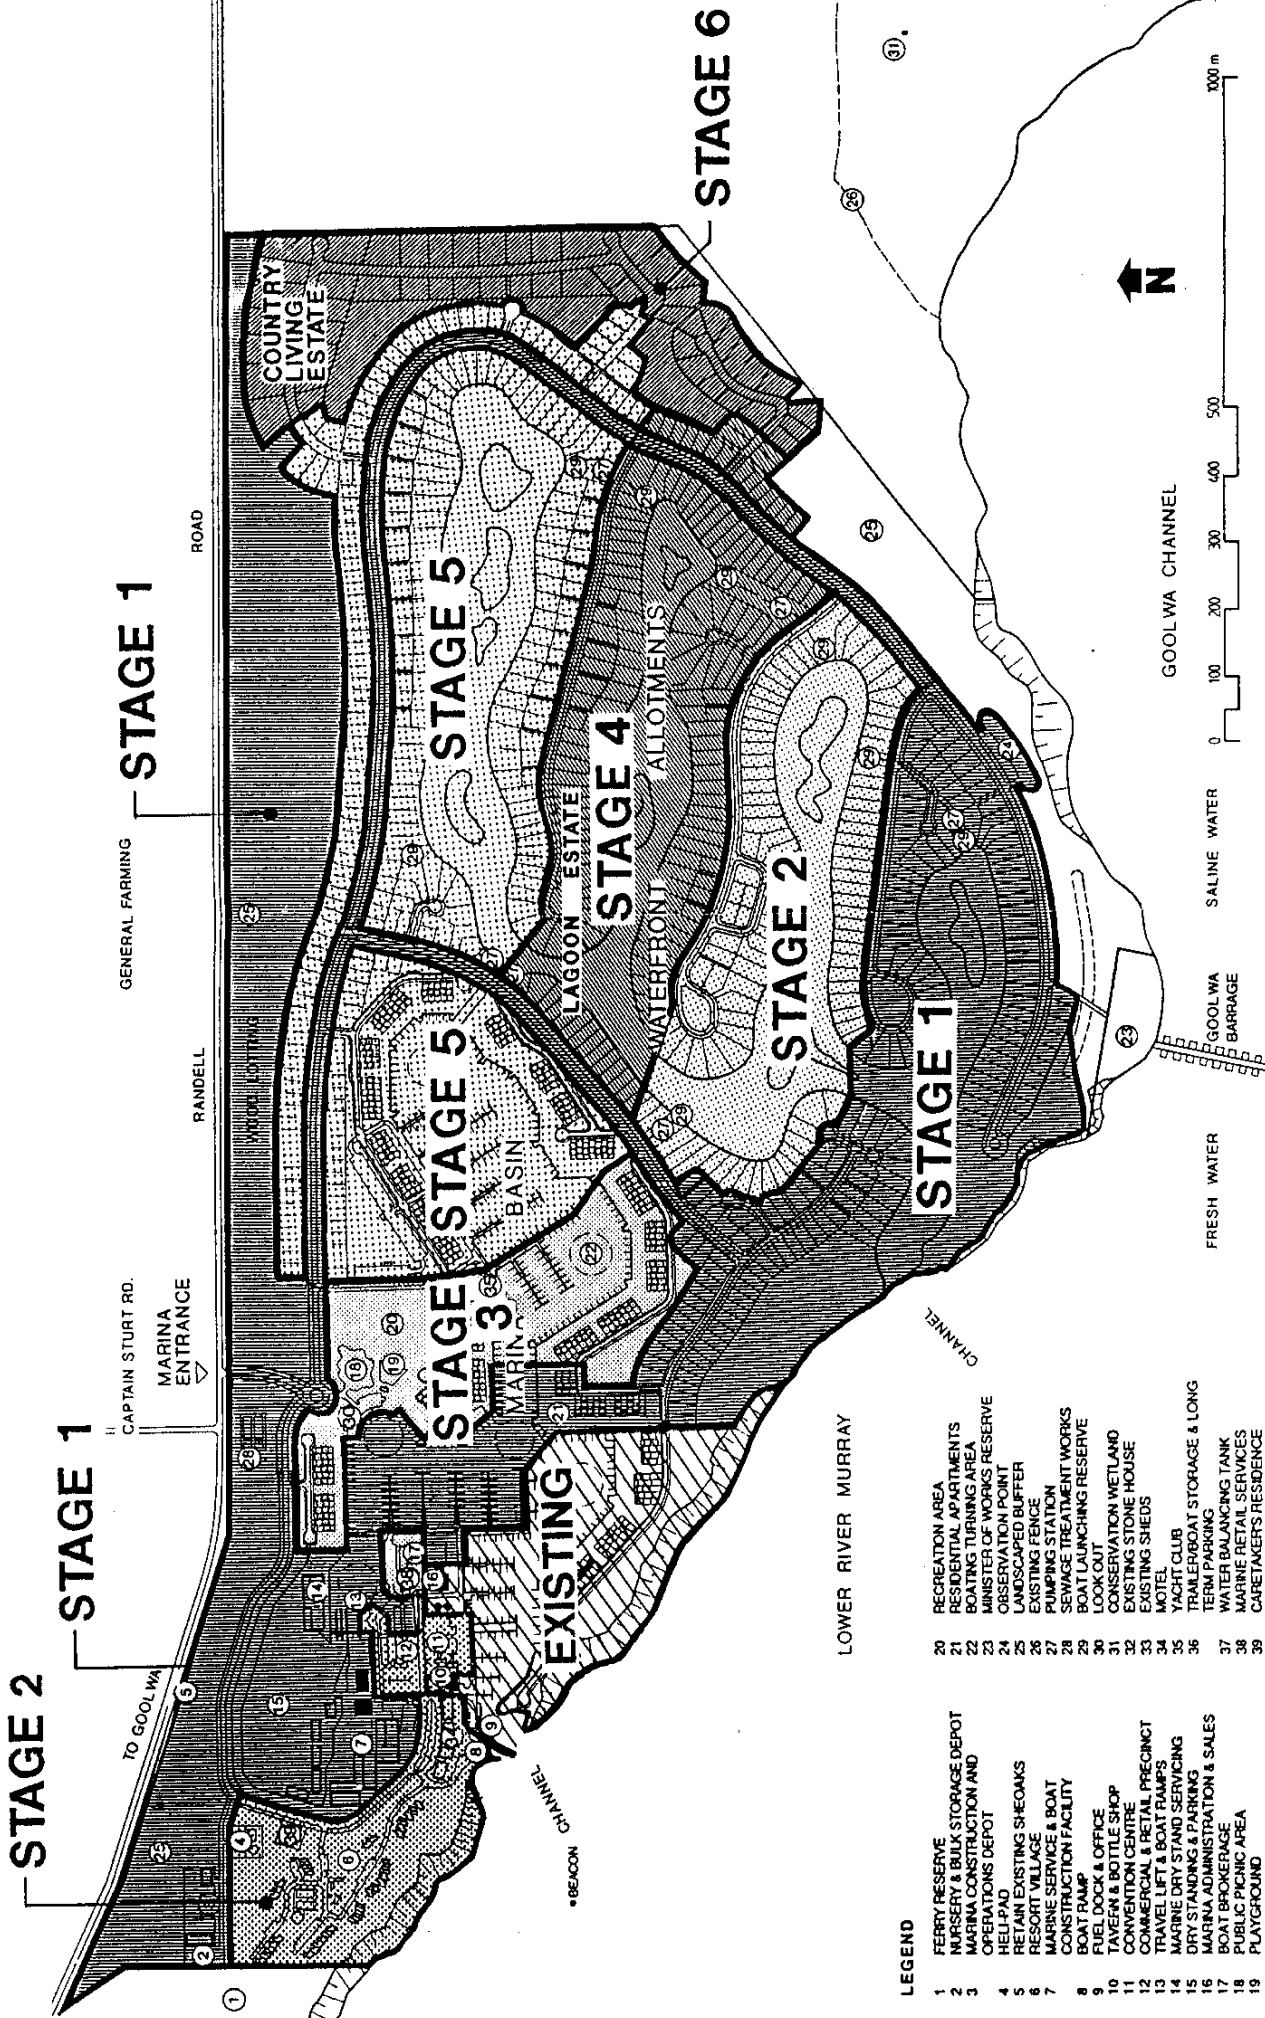 STAGE 2
STAGE 1
STAGE 1
STAGE 6
TO GOOLWA
CAPTAIN STURT RD.
MARINA
ENTRANCE
RANDELL
ROAD
GENERAL FARMING
COUNTRY
LIVING
ESTATE
STAGE 5
STAGE 5
STAGE 4
STAGE 2
STAGE 1
STAGE
3
EXISTING
LAGOON ESTATE
WATERFRONT ALLOTMENTS
MARINA BASIN
CHANNEL
CHANNEL
BEACON
LOWER RIVER MURRAY
FRESH WATER
GOOLWA
BARRAGE
SALINE WATER
GOOLWA CHANNEL
N
0 100 200 300 400 500 1000 m
LEGEND
1 FERRY RESERVE
2 NURSERY & BULK STORAGE DEPOT
3 MARINA CONSTRUCTION AND
OPERATIONS DEPOT
4 HELI-PAD
5 RETAIN EXISTING SHEOAKS
6 RESORT VILLAGE
7 MARINE SERVICE & BOAT
CONSTRUCTION FACILITY
8 BOAT RAMP
9 FUEL DOCK & OFFICE
10 TAVERN & BOTTLE SHOP
11 CONVENTION CENTRE
12 COMMERCIAL & RETAIL PRECINCT
13 TRAVEL LIFT & BOAT RAMPS
14 MARINE DRY STAND SERVICING
15 DRY STANDING & PARKING
16 MARINA ADMINISTRATION & SALES
17 BOAT BROKERAGE
18 PUBLIC PICNIC AREA
19 PLAYGROUND
20 RECREATION AREA
21 RESIDENTIAL APARTMENTS
22 BOATING TURNING AREA
23 MINISTER OF WORKS RESERVE
24 OBSERVATION POINT
25 LANDSCAPED BUFFER
26 EXISTING FENCE
27 PUMPING STATION
28 SEWAGE TREATMENT WORKS
29 BOAT LAUNCHING RESERVE
30 LOOK OUT
31 CONSERVATION WETLAND
32 EXISTING STONE HOUSE
33 EXISTING SHEDS
34 MOTEL
35 YACHT CLUB
36 TRAILER/BOAT STORAGE & LONG
TERM PARKING
37 WATER BALANCING TANK
38 MARINE RETAIL SERVICES
39 CARETAKER'S RESIDENCE